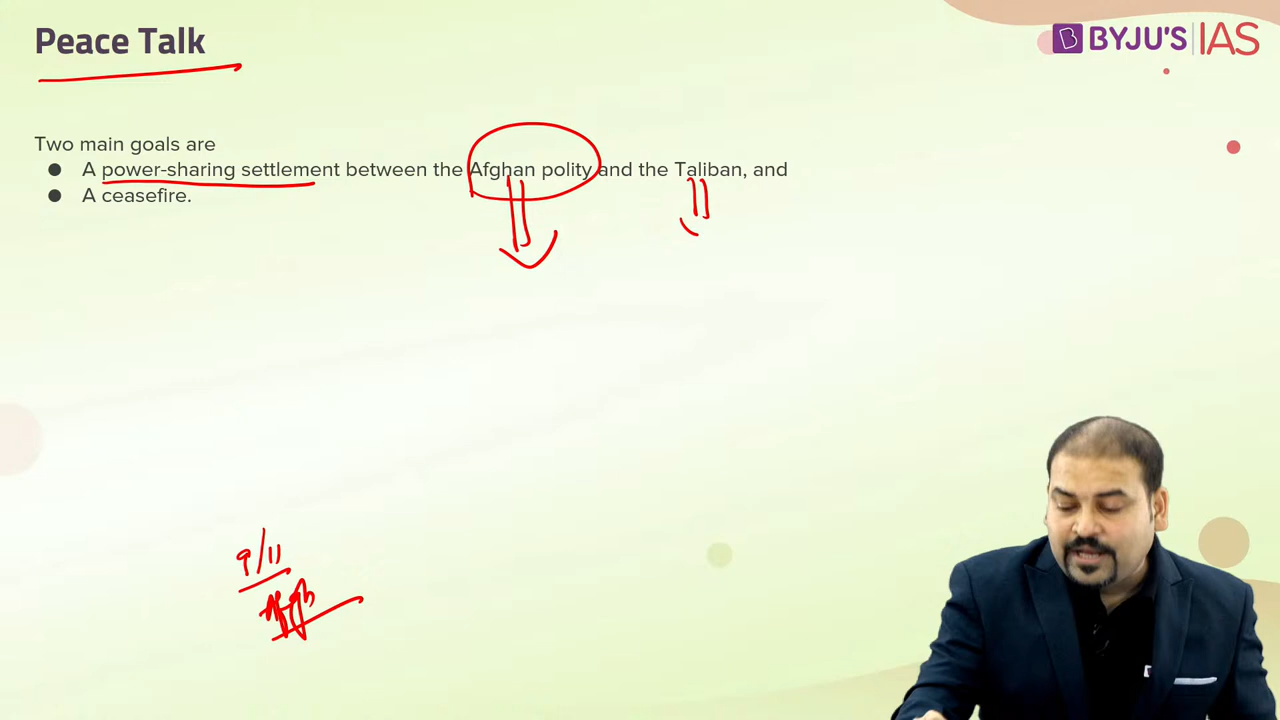 Peace Talk
BYJU'S IAS
Two main goals are
● A power-sharing settlement between the Afghan polity and the Taliban, and
● A ceasefire.
9/11